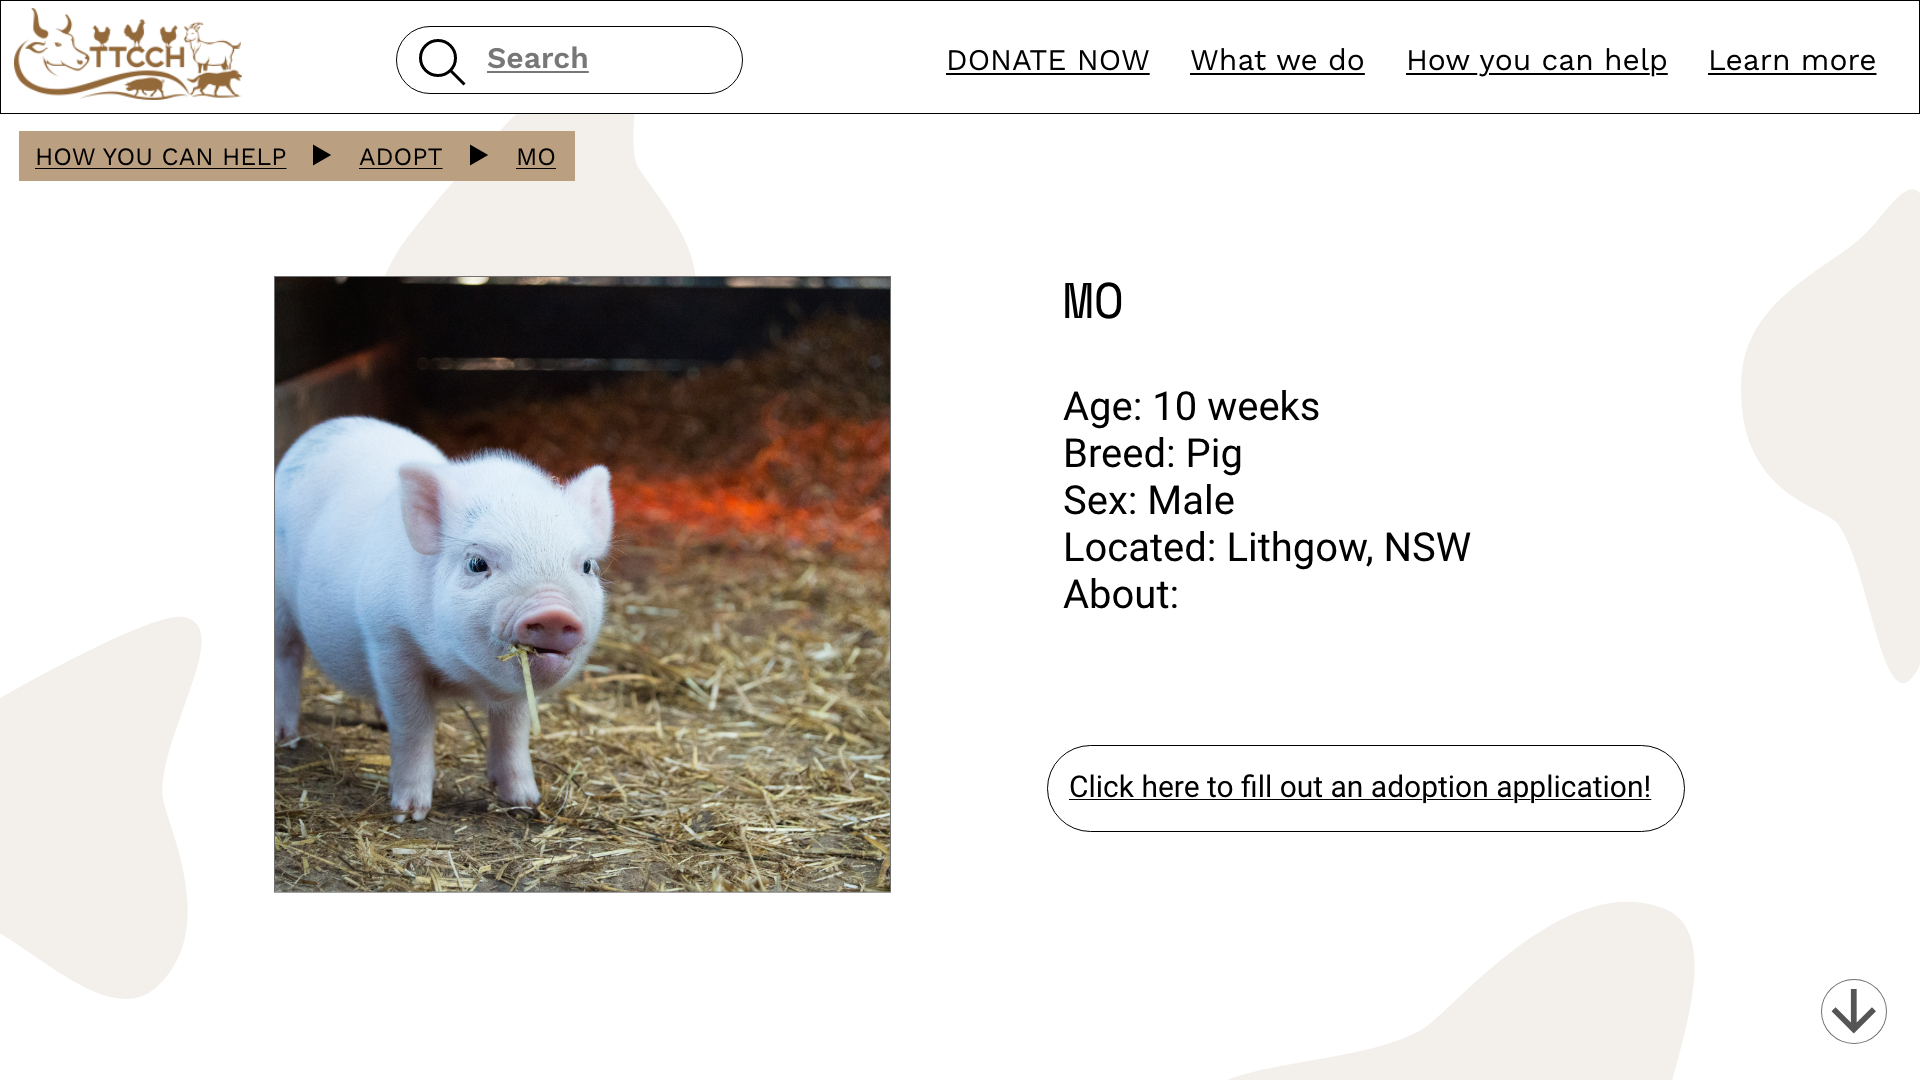 TTCCH
Search
DONATE NOW
What we do
How you can help
Learn more
HOW YOU CAN HELP
ADOPT
MO
MO
Age: 10 weeks
Breed: Pig
Sex: Male
Located: Lithgow, NSW
About:
Click here to fill out an adoption application!